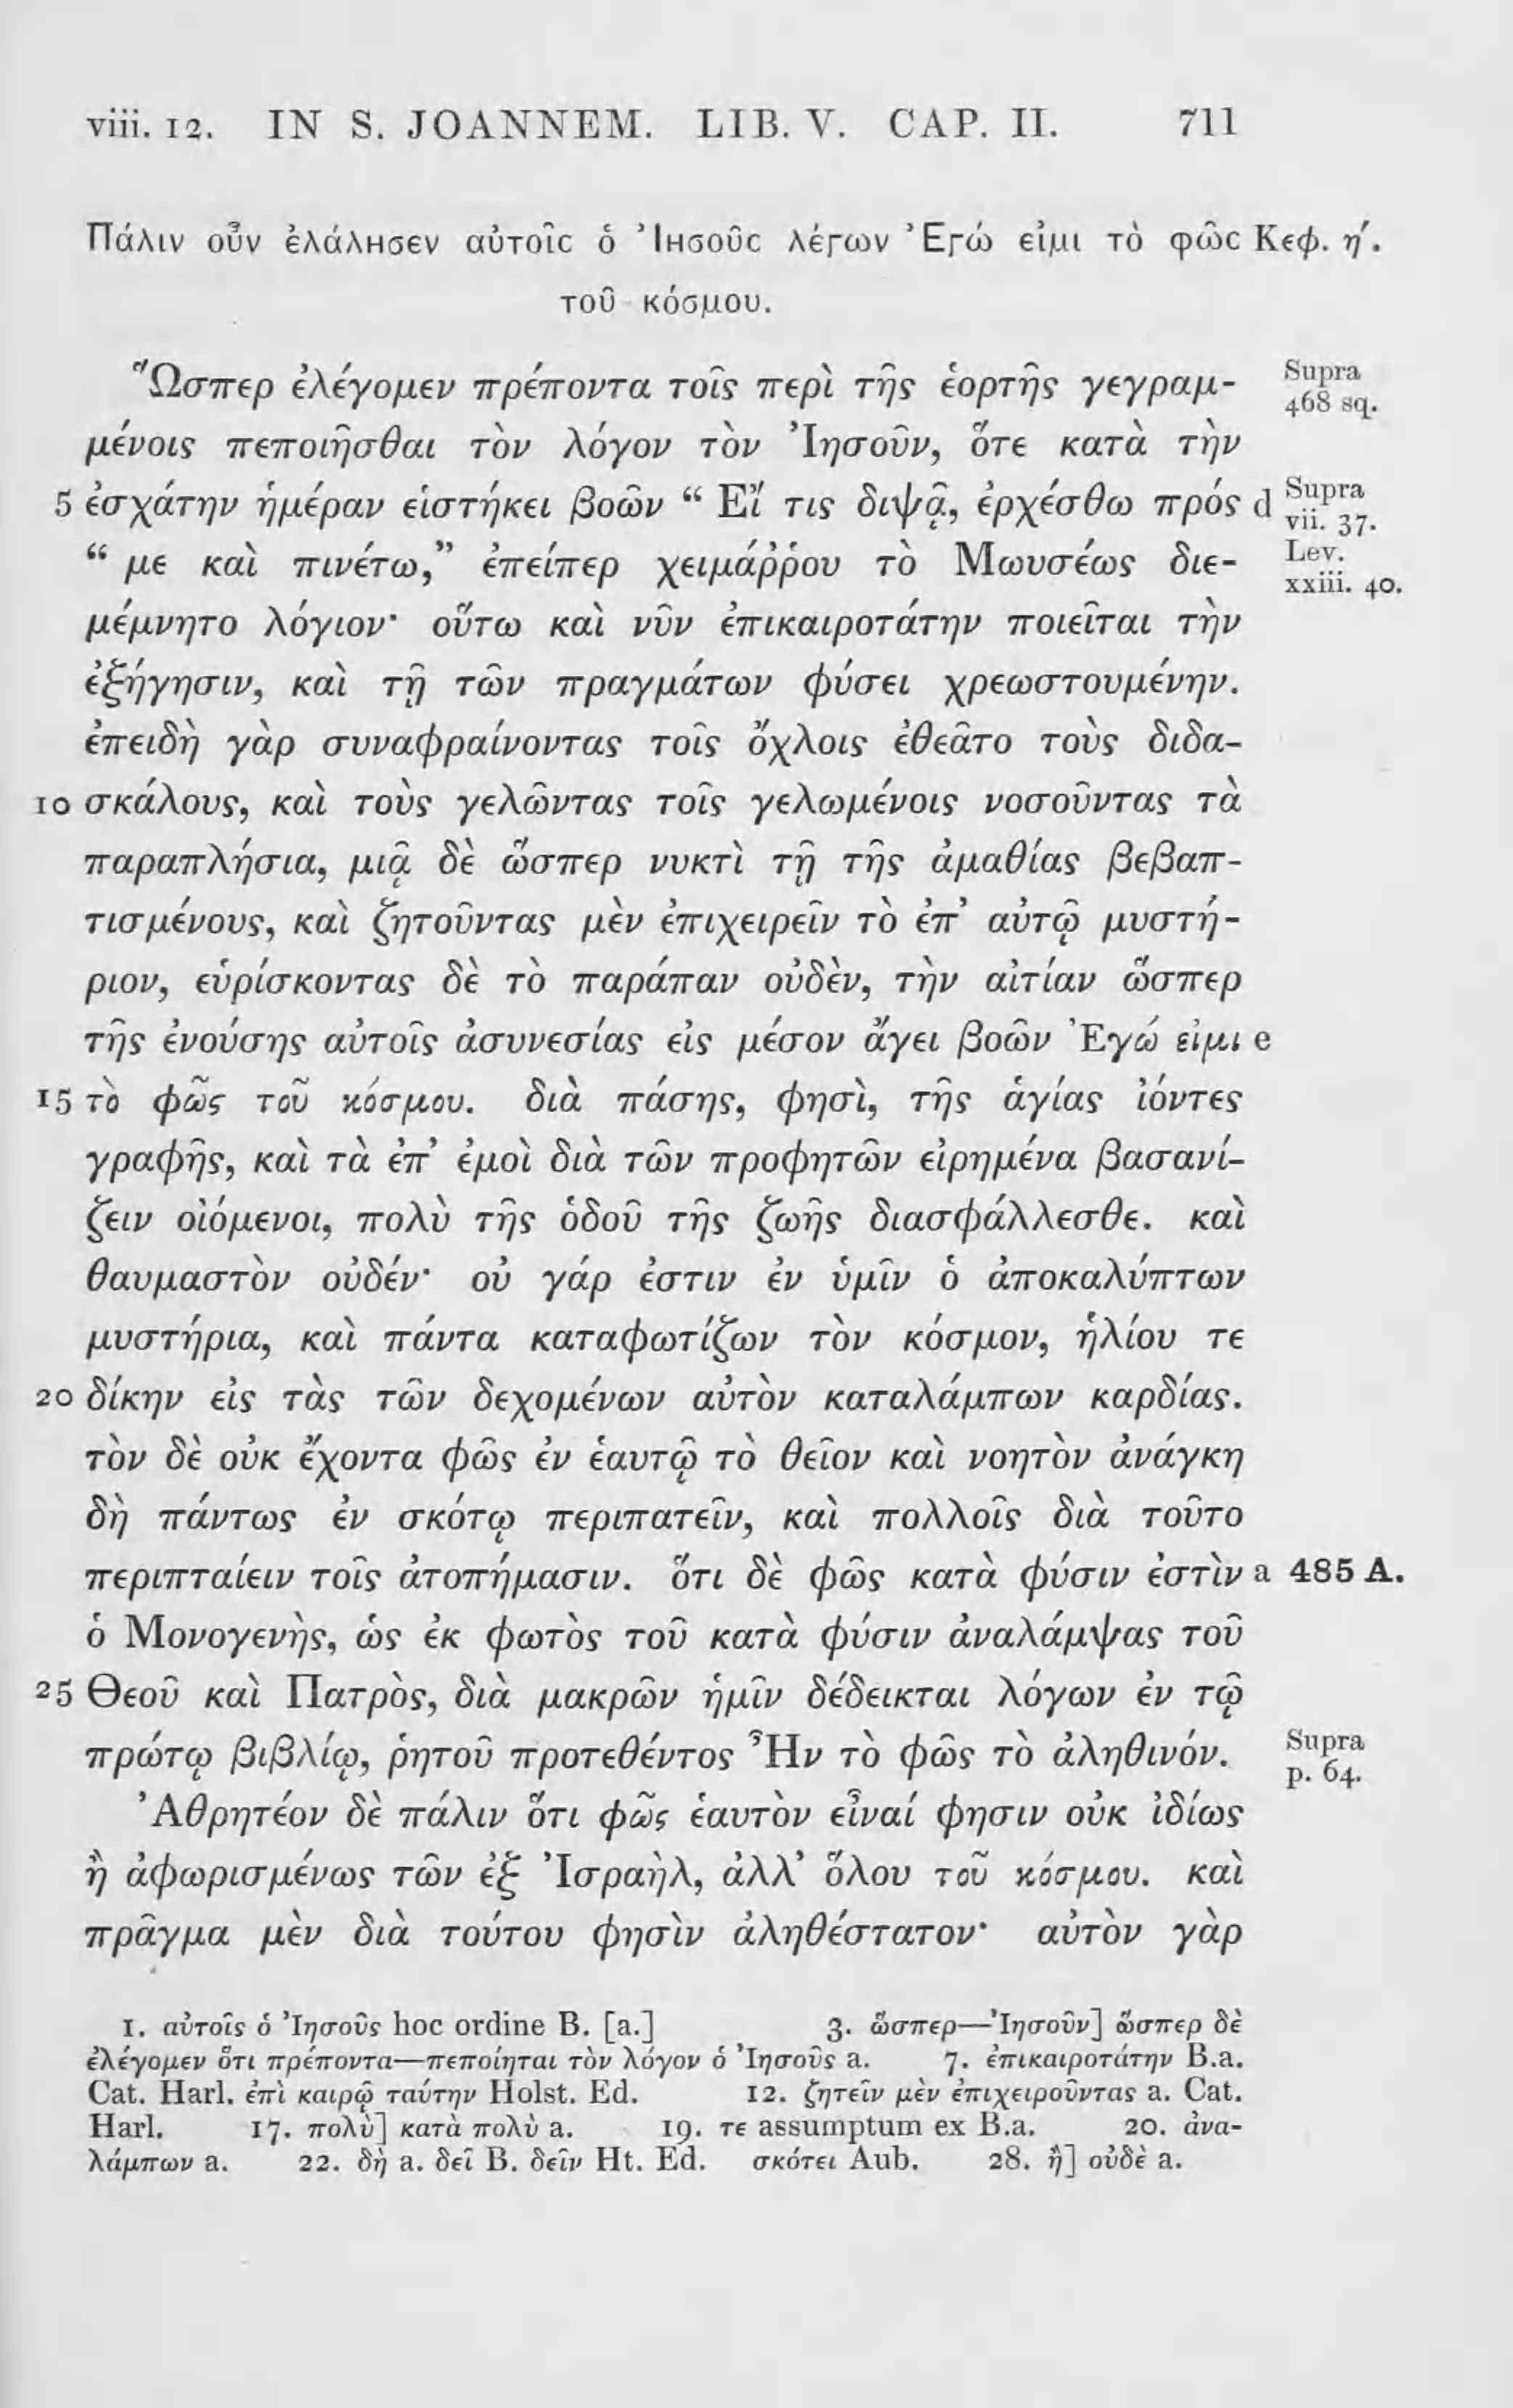 viii. 12. IN S. JOANNEM. LIB. V. CAP. II. 711
Πάλιν οὖν ἐλάλησεν αὐτοῖς ὁ Ἰησοῦς λέγων Ἐγώ εἰμι τὸ φῶς Κεφ. η΄.
τοῦ κόσμου.
Ὥσπερ ἐλέγομεν πρέποντα τοῖς περὶ τῆς ἑορτῆς γεγραμ- Supra 468 sq.
μένοις πεποιῆσθαι τὸν λόγον τὸν Ἰησοῦν, ὅτε κατὰ τὴν
5 ἐσχάτην ἡμέραν εἱστήκει βοῶν “ Εἴ τις διψᾷ, ἐρχέσθω πρός d Supra vii. 37.
“ με καὶ πινέτω,” ἐπείπερ χειμάῤῥου τὸ Μωυσέως διε- Lev. xxiii. 40.
μέμνητο λόγιον· οὕτω καὶ νῦν ἐπικαιροτάτην ποιεῖται τὴν
ἐξήγησιν, καὶ τῇ τῶν πραγμάτων φύσει χρεωστουμένην.
ἐπειδὴ γὰρ συναφραίνοντας τοῖς ὄχλοις ἐθεᾶτο τοὺς διδα-
10 σκάλους, καὶ τοὺς γελῶντας τοῖς γελωμένοις νοσοῦντας τὰ
παραπλήσια, μιᾷ δὲ ὥσπερ νυκτὶ τῇ τῆς ἀμαθίας βεβαπ-
τισμένους, καὶ ζητοῦντας μὲν ἐπιχειρεῖν τὸ ἐπ’ αὐτῷ μυστή-
ριον, εὑρίσκοντας δὲ τὸ παράπαν οὐδὲν, τὴν αἰτίαν ὥσπερ
τῆς ἐνούσης αὐτοῖς ἀσυνεσίας εἰς μέσον ἄγει βοῶν Ἐγώ εἰμι e
15 τὸ φῶς τοῦ κόσμου. διὰ πάσης, φησὶ, τῆς ἁγίας ἰόντες
γραφῆς, καὶ τὰ ἐπ’ ἐμοὶ διὰ τῶν προφητῶν εἰρημένα βασανί-
ζειν οἰόμενοι, πολὺ τῆς ὁδοῦ τῆς ζωῆς διασφάλλεσθε. καὶ
θαυμαστὸν οὐδέν· οὐ γάρ ἐστιν ἐν ὑμῖν ὁ ἀποκαλύπτων
μυστήρια, καὶ πάντα καταφωτίζων τὸν κόσμον, ἡλίου τε
20 δίκην εἰς τὰς τῶν δεχομένων αὐτὸν καταλάμπων καρδίας.
τὸν δὲ οὐκ ἔχοντα φῶς ἐν ἑαυτῷ τὸ θεῖον καὶ νοητὸν ἀνάγκη
δὴ πάντως ἐν σκότῳ περιπατεῖν, καὶ πολλοῖς διὰ τοῦτο
περιπταίειν τοῖς ἀτοπήμασιν. ὅτι δὲ φῶς κατὰ φύσιν ἐστὶν a 485 A.
ὁ Μονογενὴς, ὡς ἐκ φωτὸς τοῦ κατὰ φύσιν ἀναλάμψας τοῦ
25 Θεοῦ καὶ Πατρὸς, διὰ μακρῶν ἡμῖν δέδεικται λόγων ἐν τῷ
πρώτῳ βιβλίῳ, ῥητοῦ προτεθέντος Ἦν τὸ φῶς τὸ ἀληθινόν. Supra p. 64.
Ἀθρητέον δὲ πάλιν ὅτι φῶς ἑαυτὸν εἶναί φησιν οὐκ ἰδίως
ἢ ἀφωρισμένως τῶν ἐξ Ἰσραὴλ, ἀλλ’ ὅλου τοῦ κόσμου. καὶ
πρᾶγμα μὲν διὰ τούτου φησὶν ἀληθέστατον· αὐτὸν γὰρ
1. αὐτοῖς ὁ Ἰησοῦς hoc ordine B. [a.] 3. ὥσπερ—Ἰησοῦν] ὥσπερ δὲ
ἐλέγομεν ὅτι πρέποντα—πεποίηται τὸν λόγον ὁ Ἰησοῦς a. 7. ἐπικαιροτάτην B.a.
Cat. Harl. ἐπὶ καιρῷ ταύτην Holst. Ed. 12. ζητεῖν μὲν ἐπιχειροῦντας a. Cat.
Harl. 17. πολὺ] κατὰ πολὺ a. 19. τε assumptum ex B.a. 20. ἀνα-
λάμπων a. 22. δὴ a. δεῖ B. δεῖν Ht. Ed. σκότει Aub. 28. ἢ] οὐδὲ a.